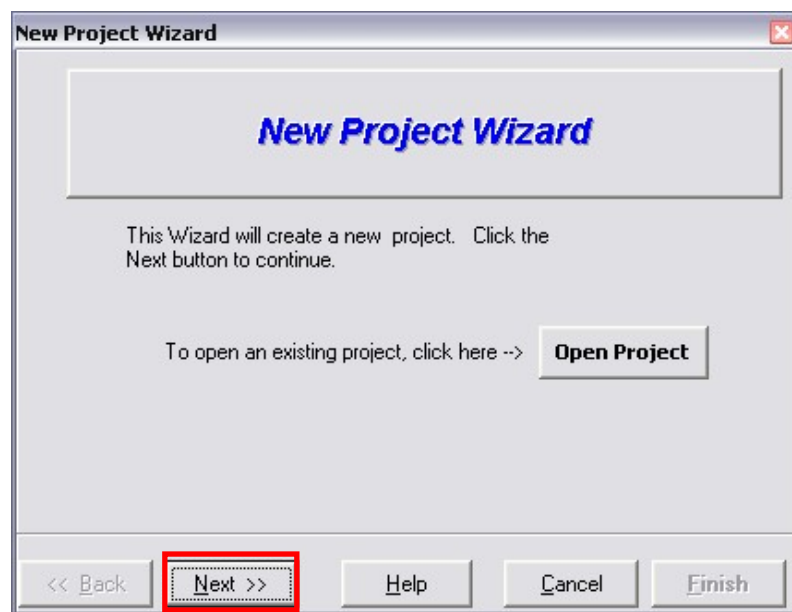 New Project Wizard
New Project Wizard
This Wizard will create a new project. Click the
Next button to continue.
To open an existing project, click here --> Open Project
<< Back Next >> Help Cancel Finish